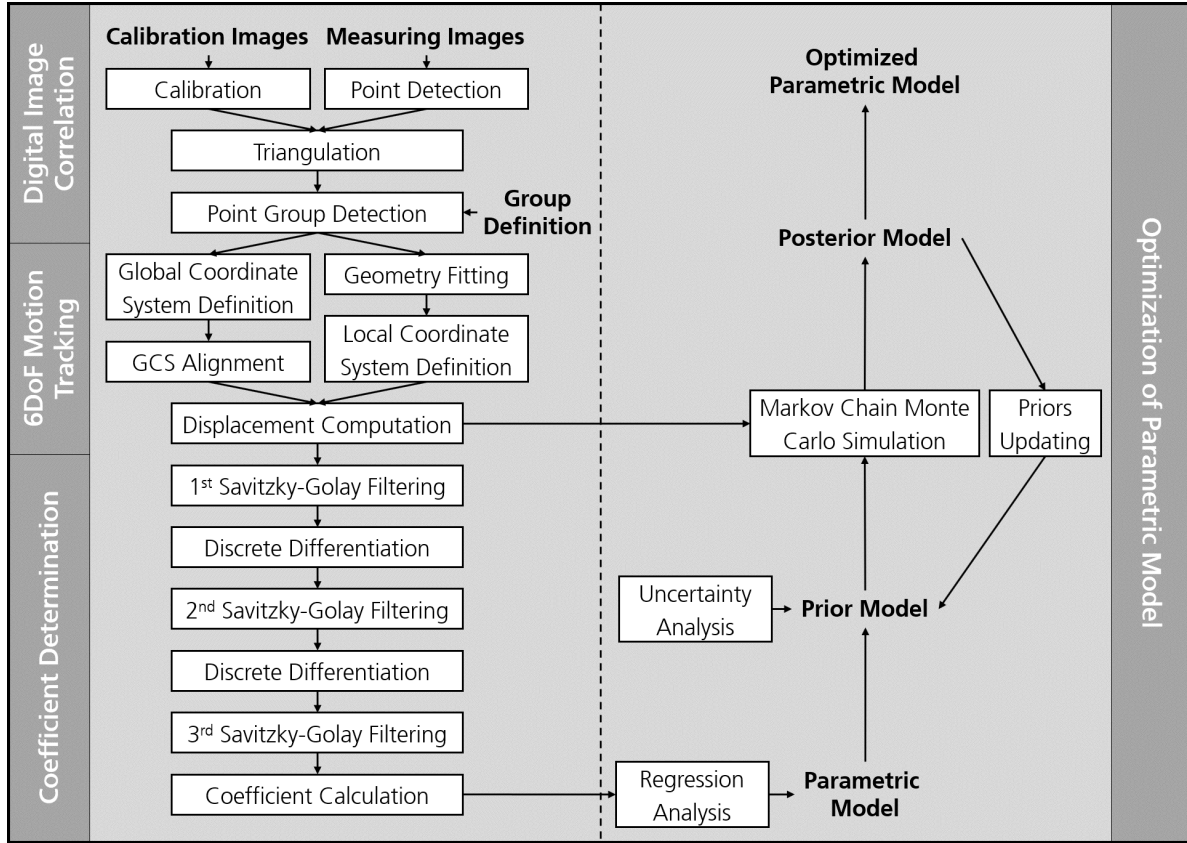 Digital Image
Correlation
6DoF Motion
Tracking
Coefficient Determination
Calibration Images
Measuring Images
Calibration
Point Detection
Triangulation
Point Group Detection
Group
Definition
Global Coordinate
System Definition
Geometry Fitting
GCS Alignment
Local Coordinate
System Definition
Displacement Computation
1st Savitzky-Golay Filtering
Discrete Differentiation
2nd Savitzky-Golay Filtering
Discrete Differentiation
3rd Savitzky-Golay Filtering
Coefficient Calculation
Optimized
Parametric Model
Posterior Model
Markov Chain Monte
Carlo Simulation
Priors
Updating
Uncertainty
Analysis
Prior Model
Regression
Analysis
Parametric
Model
Optimization of Parametric Model